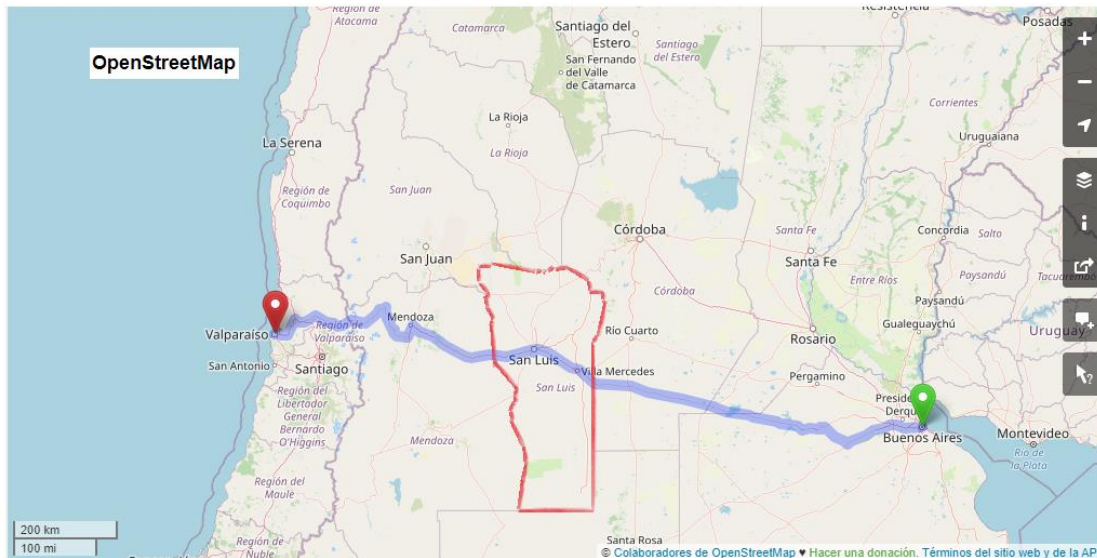 Región de
Atacama
Catamarca
Santiago del
Estero
Santiago
del Estero
Resistencia
Posadas
OpenStreetMap
San Fernando
del Valle
de Catamarca
Corrientes
La Rioja
La Rioja
Uruguaiana
La Serena
Región de
Coquimbo
San Juan
Santa Fe
Concordia
Salto
Córdoba
San Juan
Santa Fe
Entre Ríos
Paysandú
Córdoba
Paysandú
Mendoza
Región de
Valparaíso
Valparaíso
Río Cuarto
Gualeguaychú
Uruguay
Rosario
San Luis
San Antonio
Santiago
Villa Mercedes
San Luis
Pergamino
Región del
Libertador
General
Bernardo
O'Higgins
Buenos Aires
Montevideo
Mendoza
Río de
la Plata
Región del
Maule
Región de
Ñuble
200 km
100 mi
Santa Rosa
© Colaboradores de OpenStreetMap ♥ Hacer una donación. Términos del sitio web y de la API